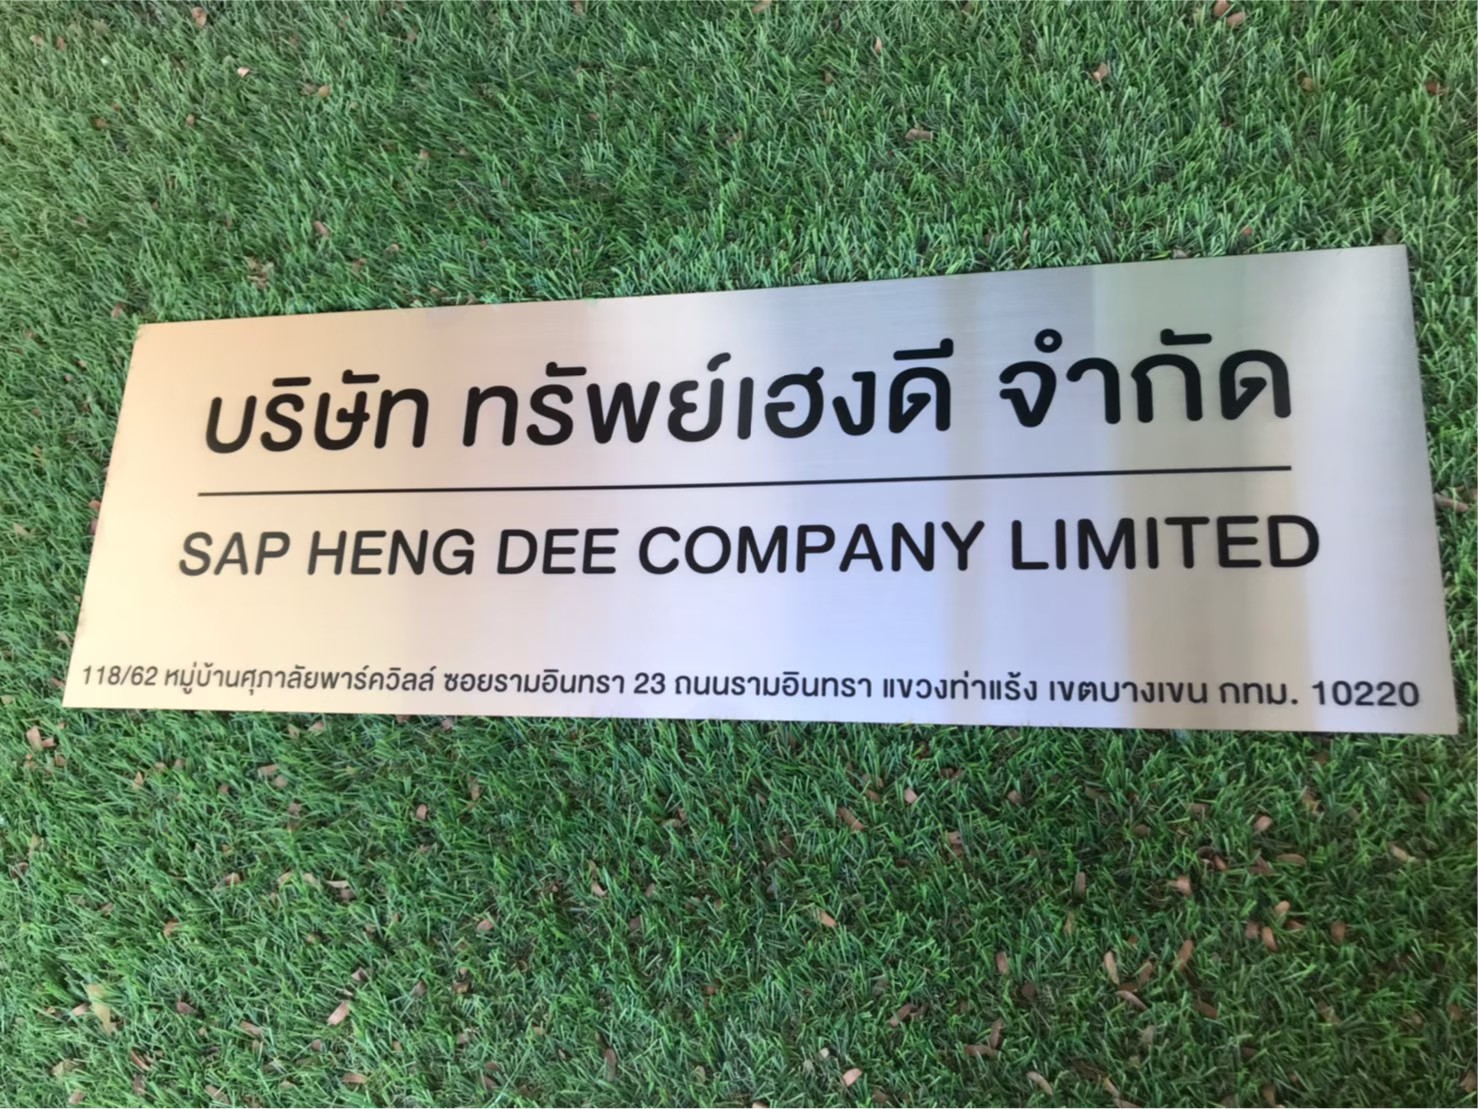 บริษัท ทรัพย์เฮงดี จำกัด
SAP HENG DEE COMPANY LIMITED
118/62 หมู่บ้านศุภาลัยพาร์ควิลล์ ซอยรามอินทรา 23 ถนนรามอินทรา แขวงท่าแร้ง เขตบางเขน กทม. 10220